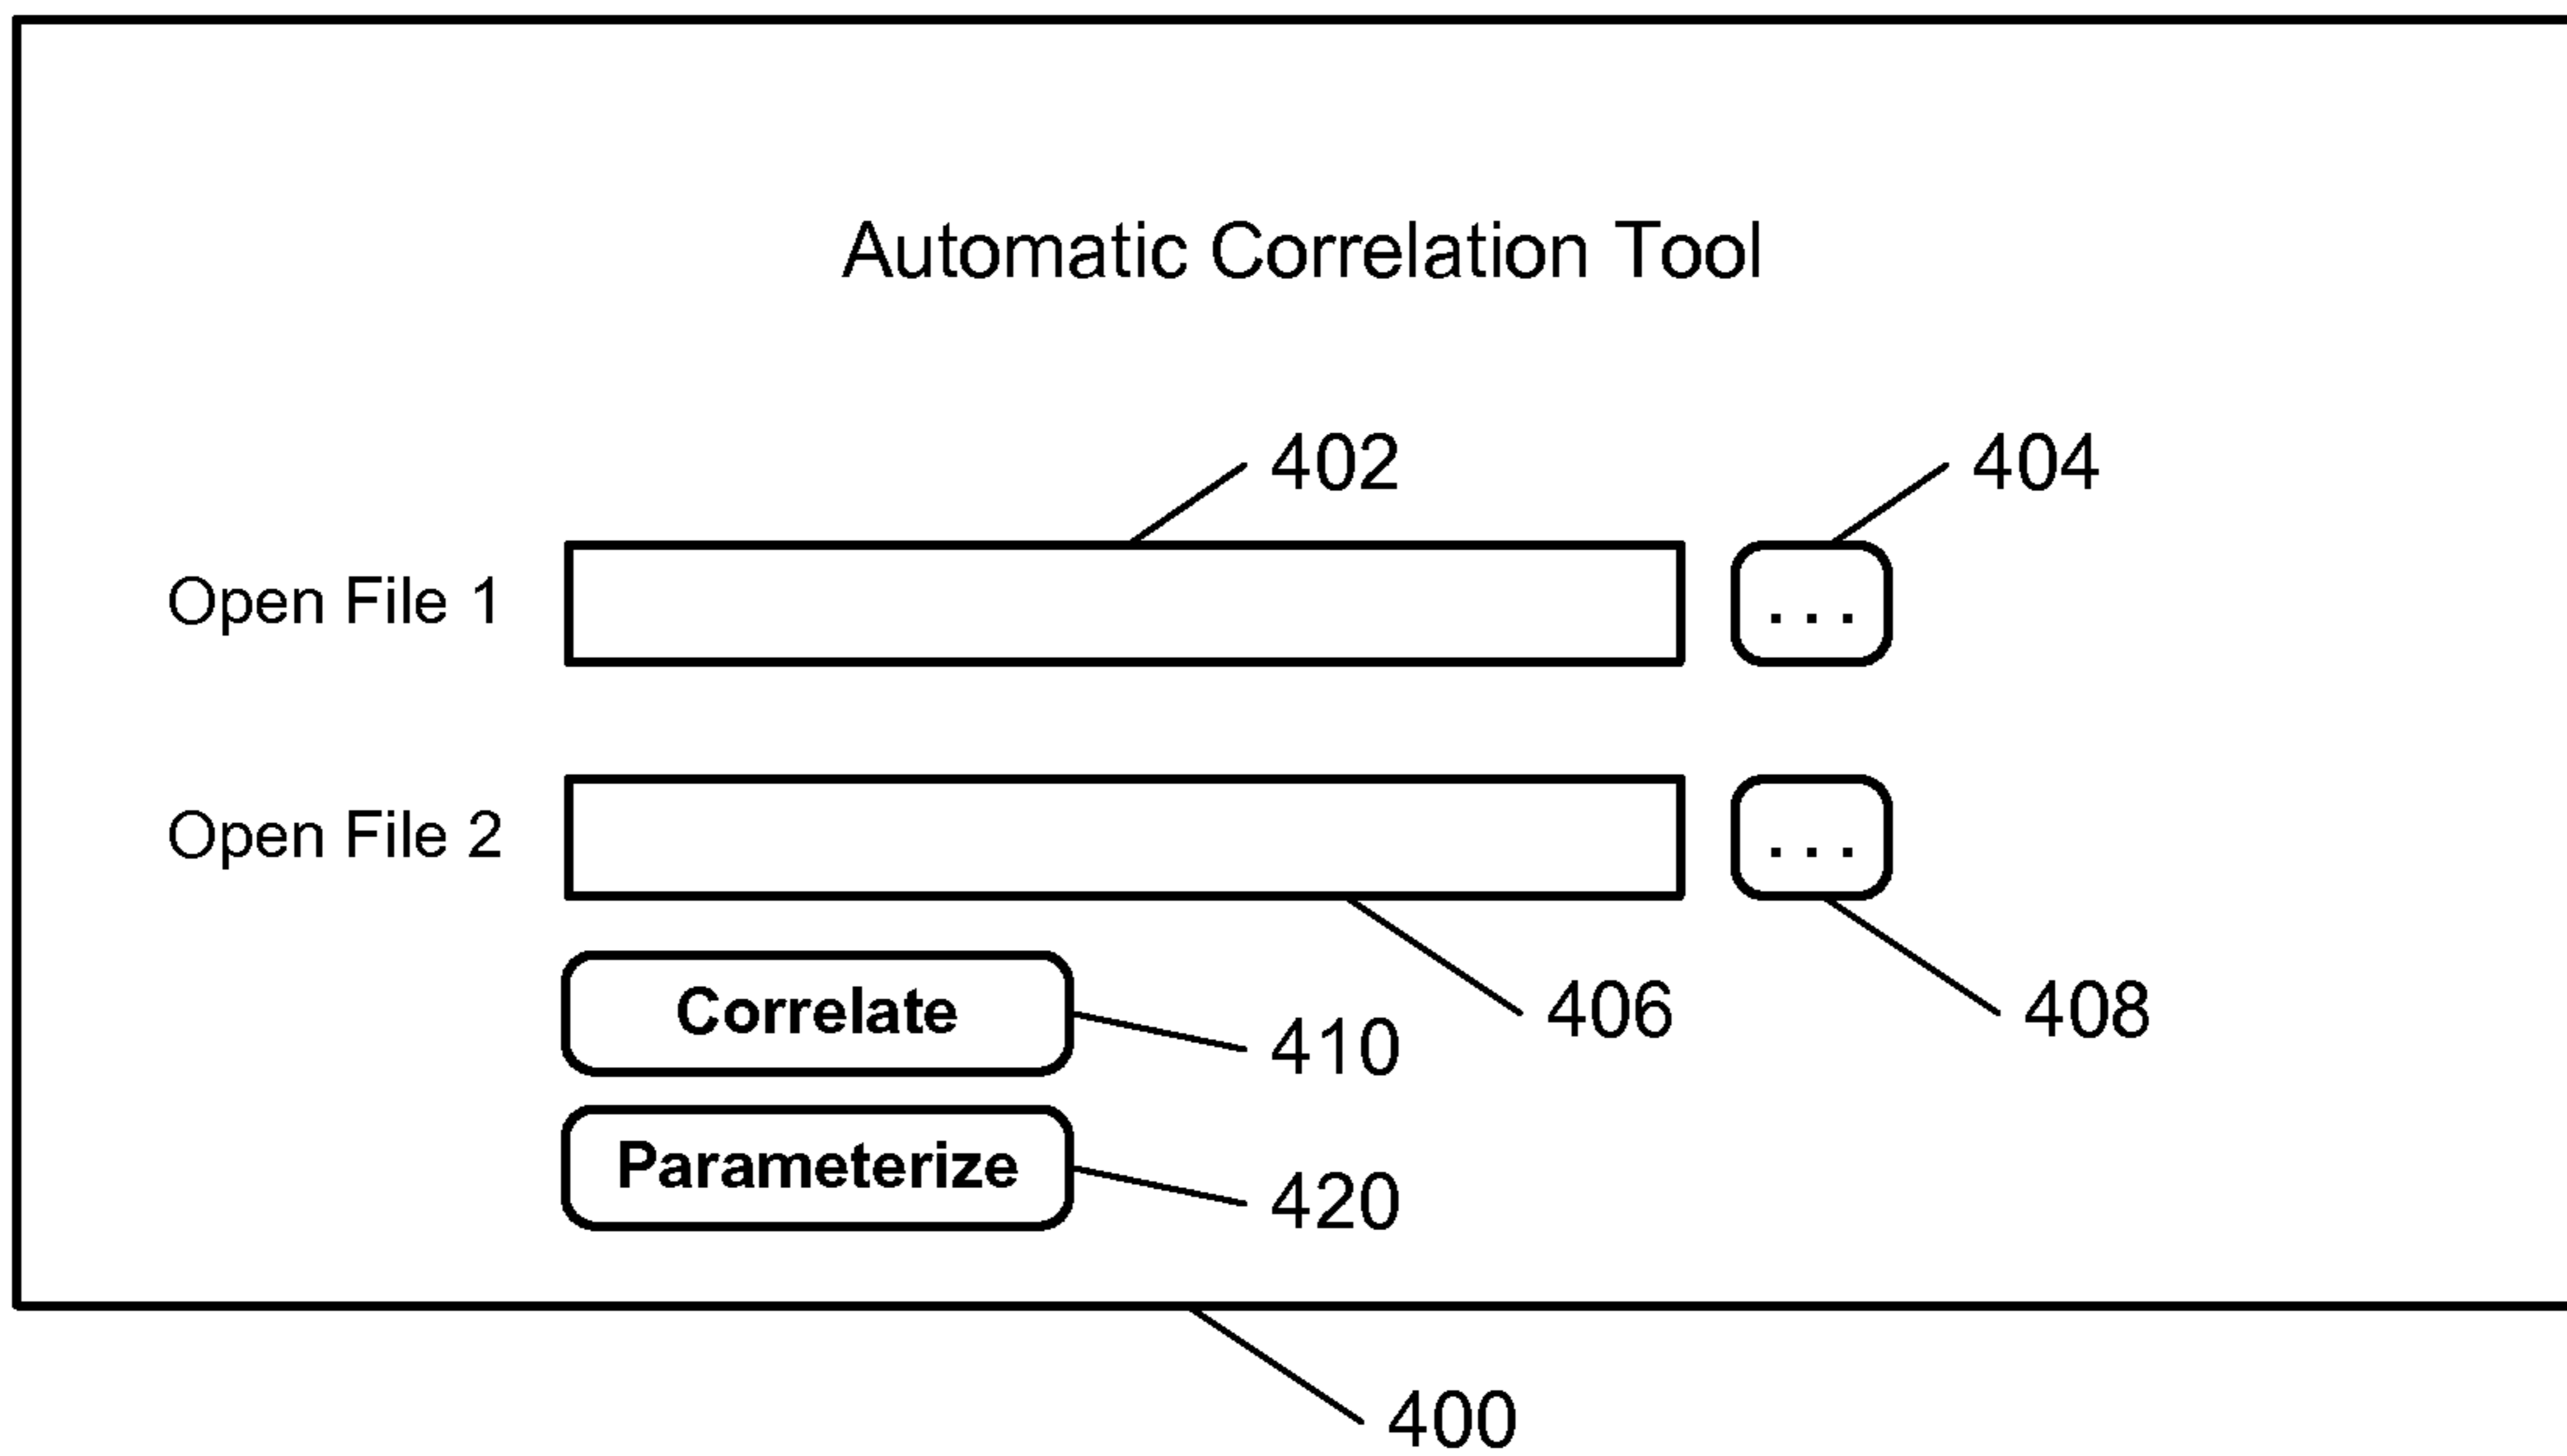 Automatic Correlation Tool
402
404
Open File 1
...
Open File 2
...
Correlate
406
408
410
Parameterize
420
400